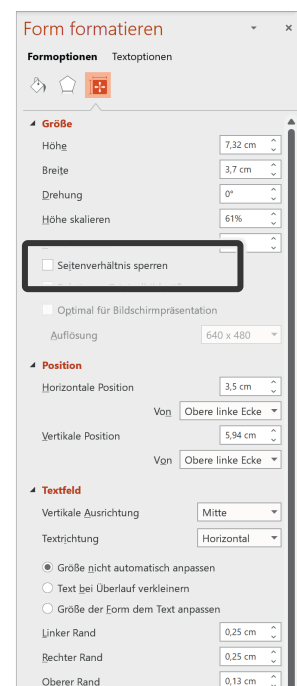 Form formatieren
Formoptionen Textoptionen
Größe
Höhe 7,32 cm
Breite 3,7 cm
Drehung 0°
Höhe skalieren 61%
Seitenverhältnis sperren
Optimal für Bildschirmpräsentation
Auflösung 640 x 480
Position
Horizontale Position 3,5 cm
Von Obere linke Ecke
Vertikale Position 5,94 cm
Von Obere linke Ecke
Textfeld
Vertikale Ausrichtung Mitte
Textrichtung Horizontal
Größe nicht automatisch anpassen
Text bei Überlauf verkleinern
Größe der Form dem Text anpassen
Linker Rand 0,25 cm
Rechter Rand 0,25 cm
Oberer Rand 0,13 cm